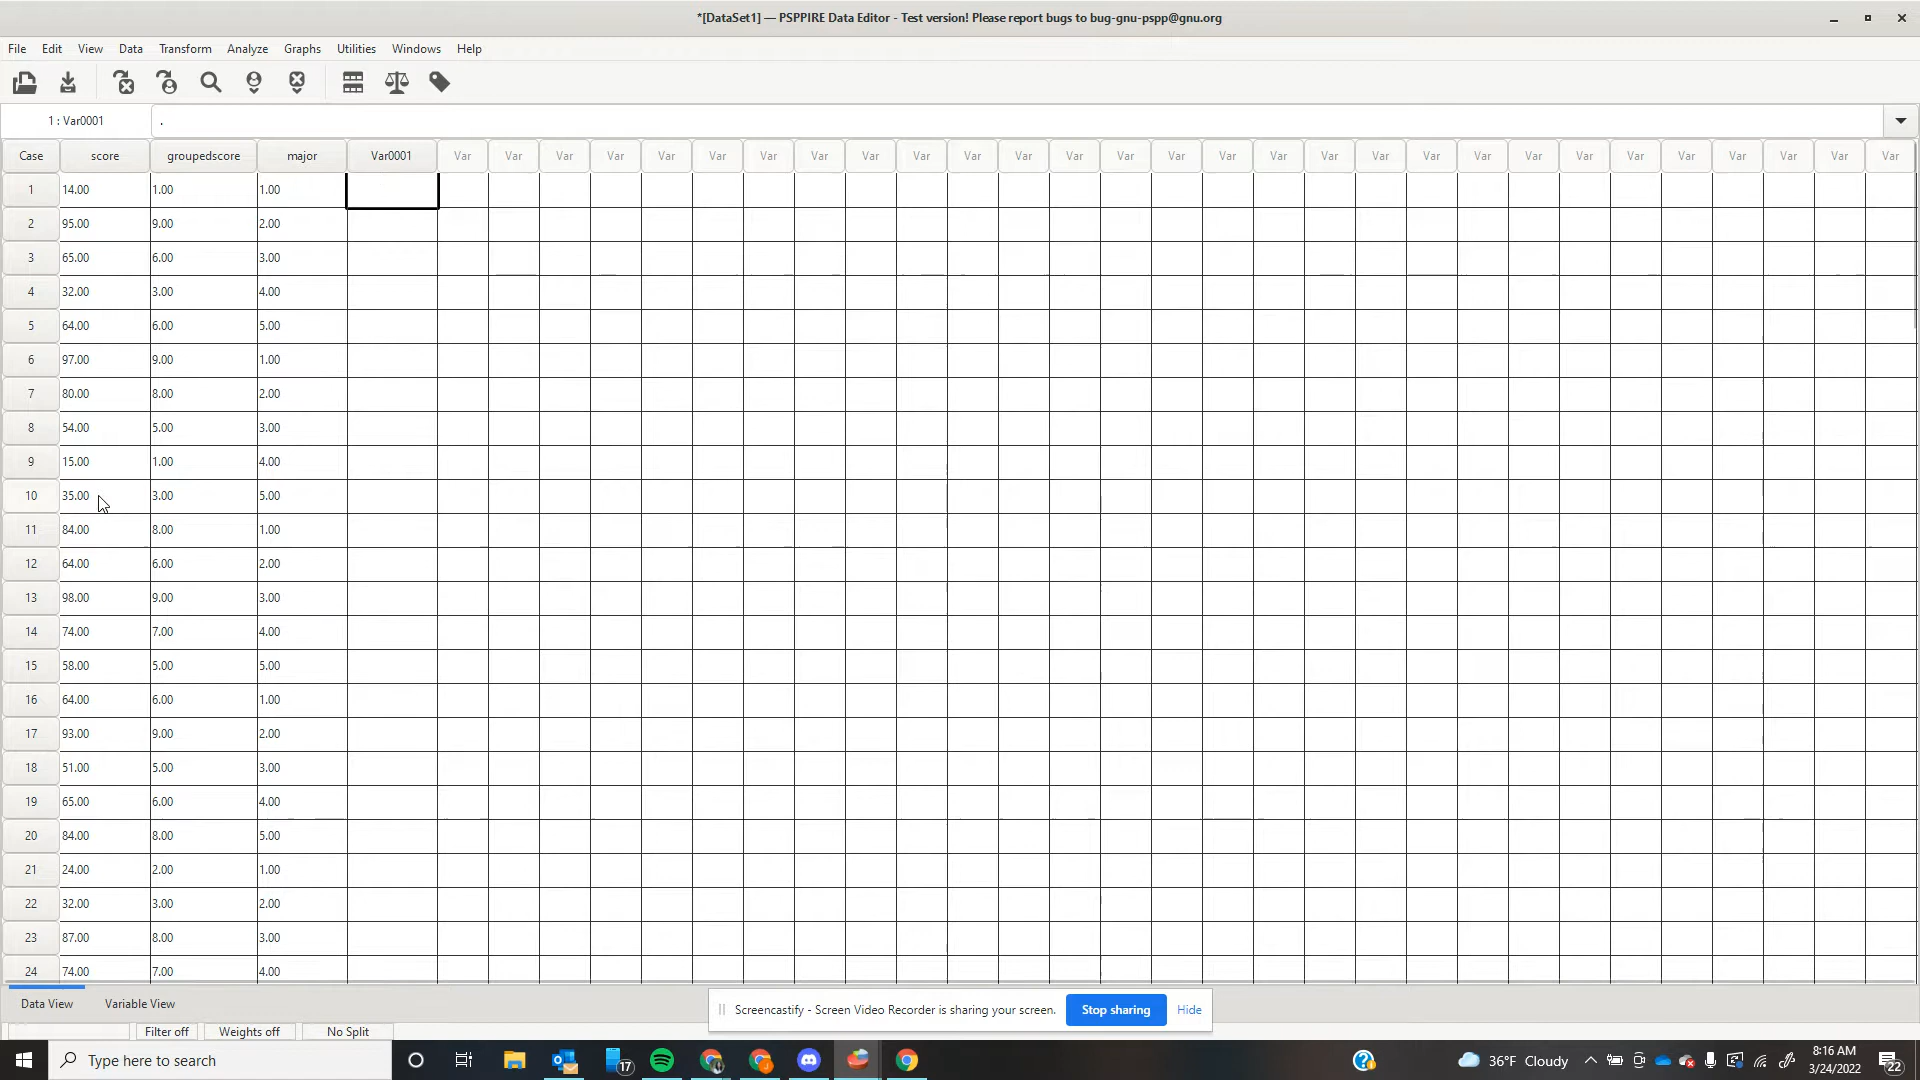 *[DataSet1] — PSPPIRE Data Editor - Test version! Please report bugs to bug-gnu-pspp@gnu.org
File Edit View Data Transform Analyze Graphs Utilities Windows Help
1 : Var0001 .
Case score groupedscore major Var0001 Var Var Var Var Var Var Var Var Var Var Var Var Var Var Var Var Var Var Var Var Var Var Var Var Var Var Var Var Var
1 14.00 1.00 1.00
2 95.00 9.00 2.00
3 65.00 6.00 3.00
4 32.00 3.00 4.00
5 64.00 6.00 5.00
6 97.00 9.00 1.00
7 80.00 8.00 2.00
8 54.00 5.00 3.00
9 15.00 1.00 4.00
10 35.00 3.00 5.00
11 84.00 8.00 1.00
12 64.00 6.00 2.00
13 98.00 9.00 3.00
14 74.00 7.00 4.00
15 58.00 5.00 5.00
16 64.00 6.00 1.00
17 93.00 9.00 2.00
18 51.00 5.00 3.00
19 65.00 6.00 4.00
20 84.00 8.00 5.00
21 24.00 2.00 1.00
22 32.00 3.00 2.00
23 87.00 8.00 3.00
24 74.00 7.00 4.00
Data View Variable View
Screencastify - Screen Video Recorder is sharing your screen. Stop sharing Hide
Filter off Weights off No Split
Type here to search
17
36°F Cloudy
8:16 AM
3/24/2022
22